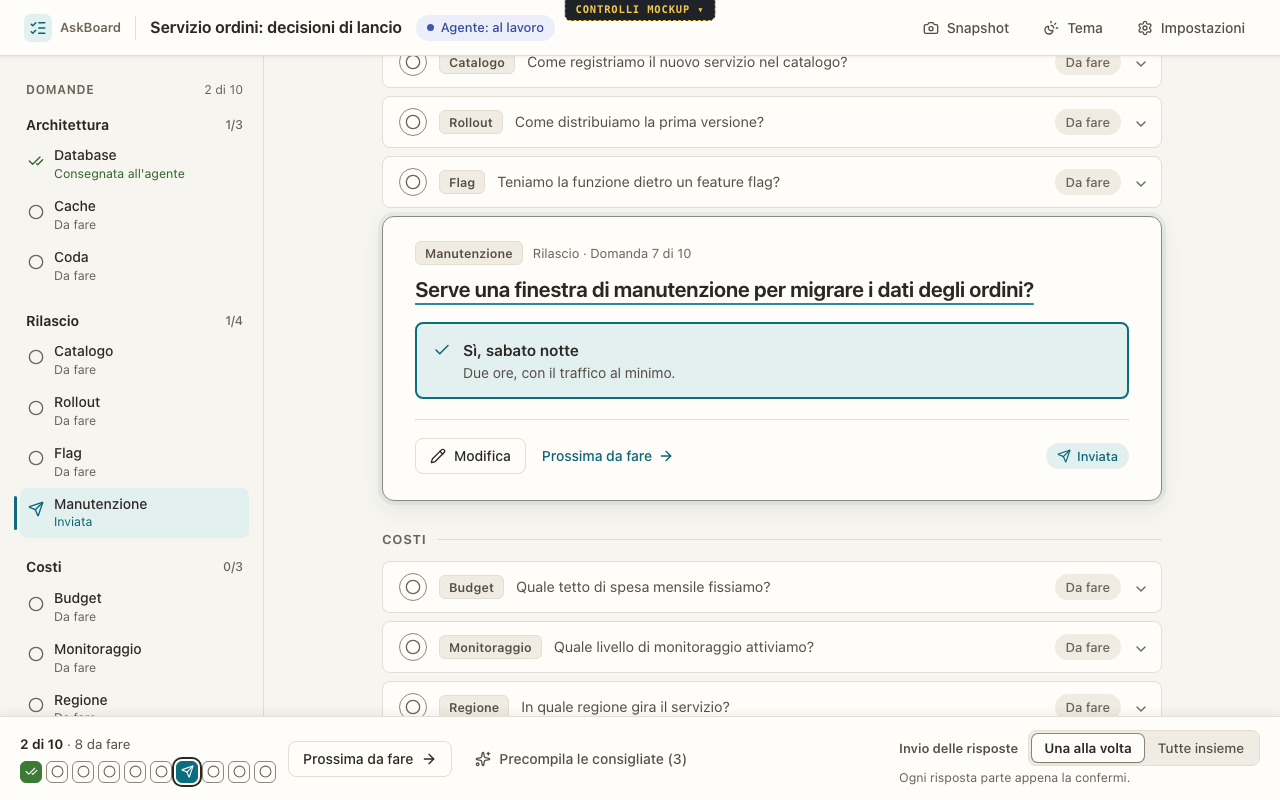 CONTROLLI MOCKUP ▾
AskBoard
Servizio ordini: decisioni di lancio
Agente: al lavoro
Snapshot
Tema
Impostazioni
DOMANDE
2 di 10
Architettura
1/3
Database
Consegnata all'agente
Cache
Da fare
Coda
Da fare
Rilascio
1/4
Catalogo
Da fare
Rollout
Da fare
Flag
Da fare
Manutenzione
Inviata
Costi
0/3
Budget
Da fare
Monitoraggio
Da fare
Regione
Da fare
Catalogo
Come registriamo il nuovo servizio nel catalogo?
Da fare
Rollout
Come distribuiamo la prima versione?
Da fare
Flag
Teniamo la funzione dietro un feature flag?
Da fare
Manutenzione
Rilascio · Domanda 7 di 10
Serve una finestra di manutenzione per migrare i dati degli ordini?
Sì, sabato notte
Due ore, con il traffico al minimo.
Modifica
Prossima da fare →
Inviata
COSTI
Budget
Quale tetto di spesa mensile fissiamo?
Da fare
Monitoraggio
Quale livello di monitoraggio attiviamo?
Da fare
Regione
In quale regione gira il servizio?
Da fare
2 di 10 · 8 da fare
Prossima da fare →
Precompila le consigliate (3)
Invio delle risposte
Una alla volta
Tutte insieme
Ogni risposta parte appena la confermi.